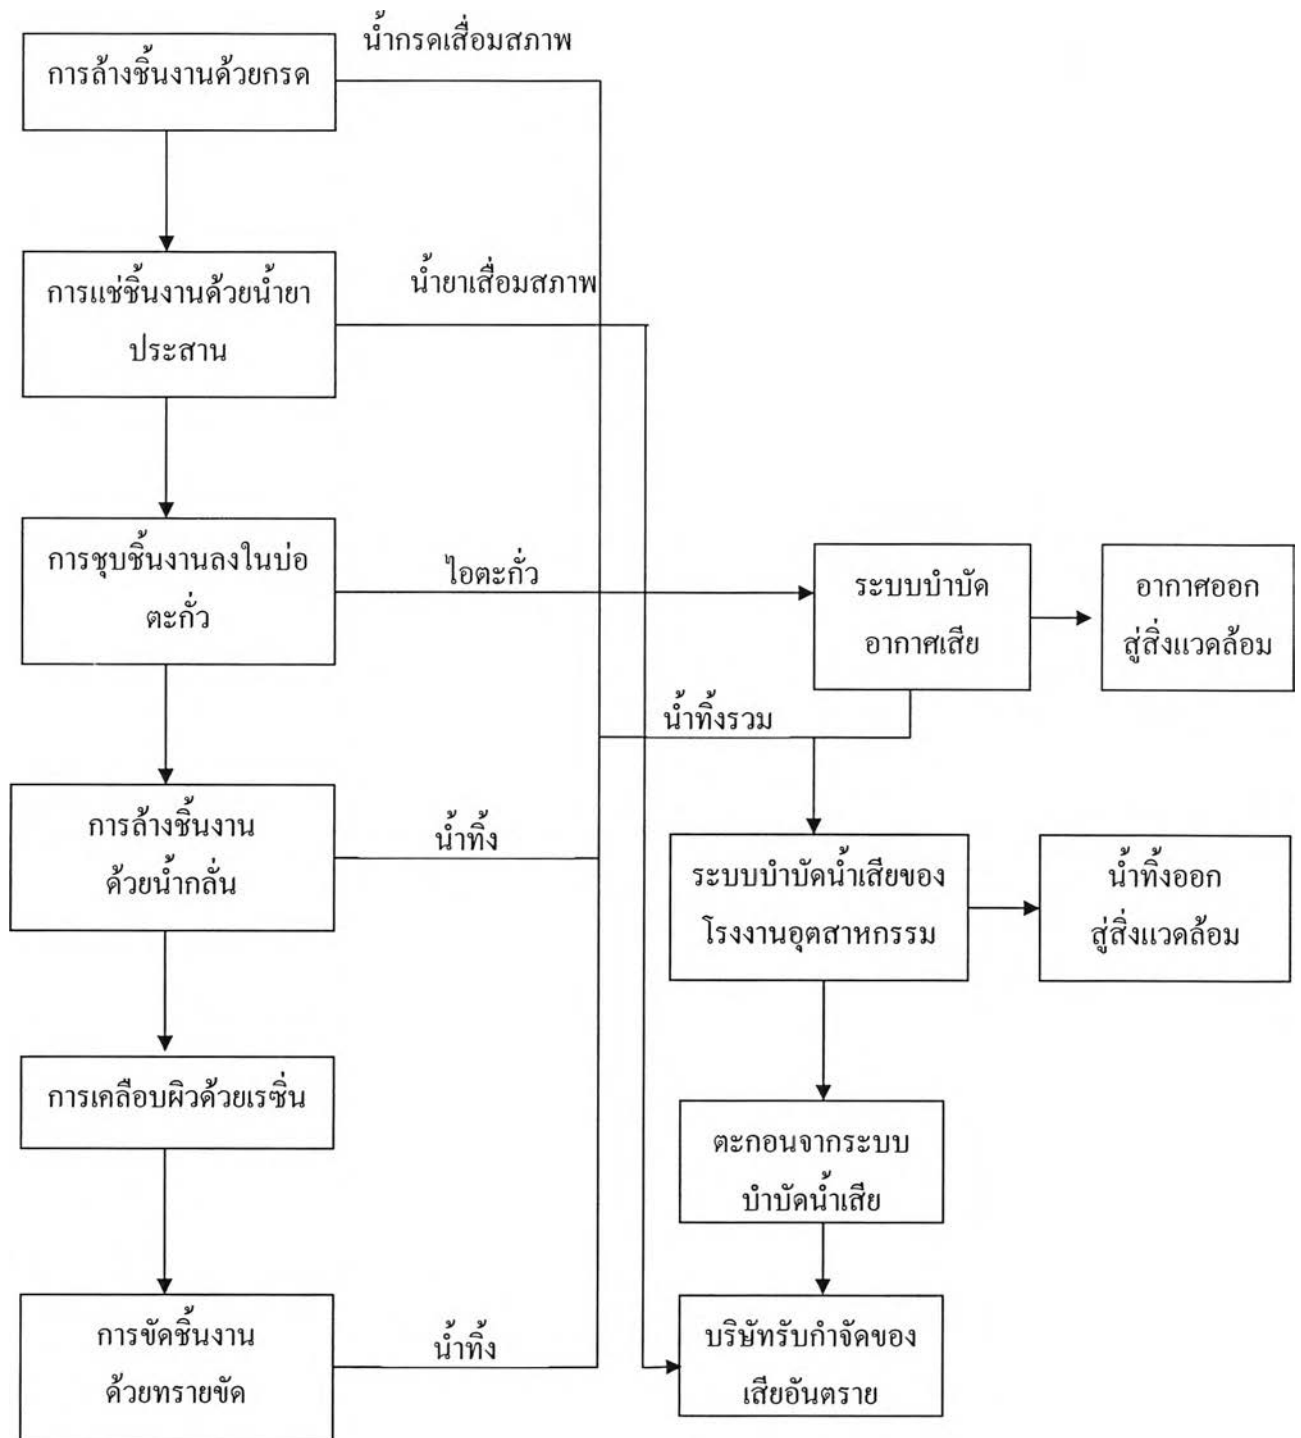 น้ำกรดเสื่อมสภาพ
การล้างชิ้นงานด้วยกรด
น้ำยาเสื่อมสภาพ
การแช่ชิ้นงานด้วยน้ำยา
ประสาน
การชุบชิ้นงานลงในบ่อ
ตะกั่ว
ไอตะกั่ว
ระบบบำบัด
อากาศเสีย
อากาศออก
สู่สิ่งแวดล้อม
น้ำทิ้งรวม
การล้างชิ้นงาน
ด้วยน้ำกลั่น
น้ำทิ้ง
ระบบบำบัดน้ำเสียของ
โรงงานอุตสาหกรรม
น้ำทิ้งออก
สู่สิ่งแวดล้อม
การเคลือบผิวด้วยเรซิ่น
ตะกอนจากระบบ
บำบัดน้ำเสีย
การขัดชิ้นงาน
ด้วยทรายขัด
น้ำทิ้ง
บริษัทรับกำจัดของ
เสียอันตราย